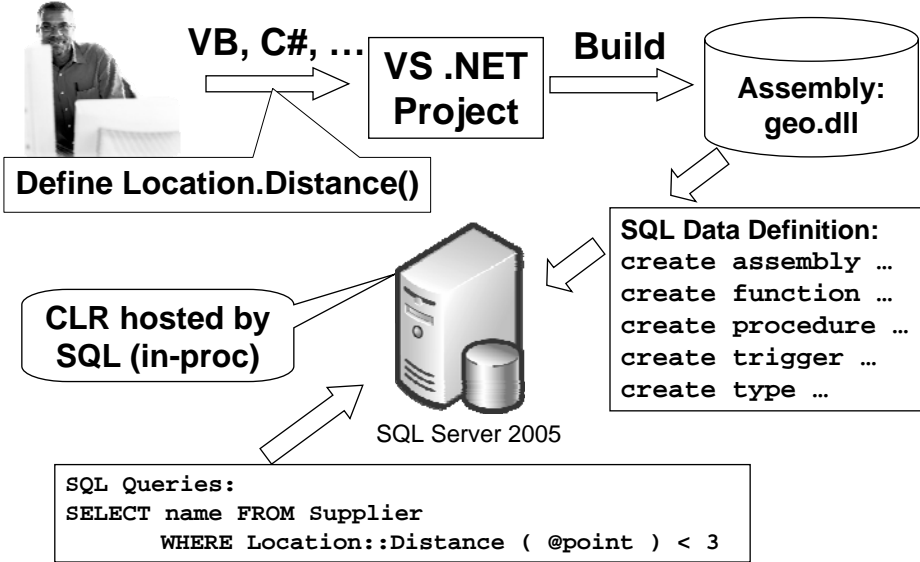 VB, C#, …
VS .NET
Project
Build
Assembly:
geo.dll
Define Location.Distance()
SQL Data Definition:
create assembly …
create function …
create procedure …
create trigger …
create type …
CLR hosted by
SQL (in-proc)
SQL Server 2005
SQL Queries:
SELECT name FROM Supplier
WHERE Location::Distance ( @point ) < 3